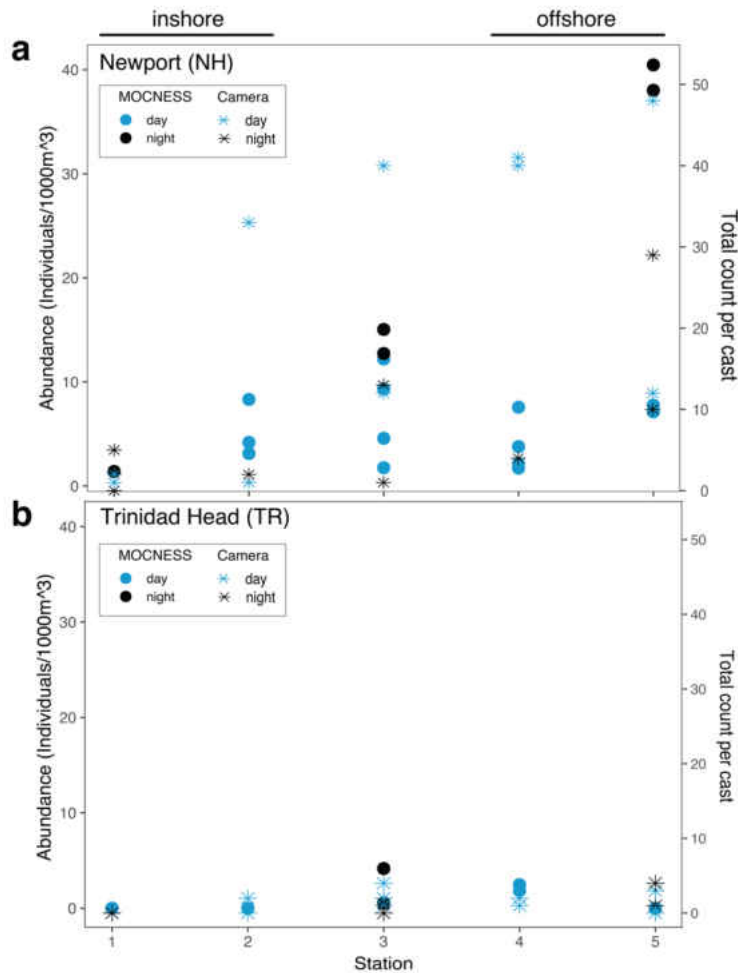 inshore offshore
a Newport (NH)
MOCNESS Camera
day day
night night
40
30
20
10
0
Abundance (Individuals/1000m^3)
50
40
30
20
10
0
Total count per cast
b Trinidad Head (TR)
MOCNESS Camera
day day
night night
40
30
20
10
0
Abundance (Individuals/1000m^3)
50
40
30
20
10
0
Total count per cast
1 2 3 4 5
Station